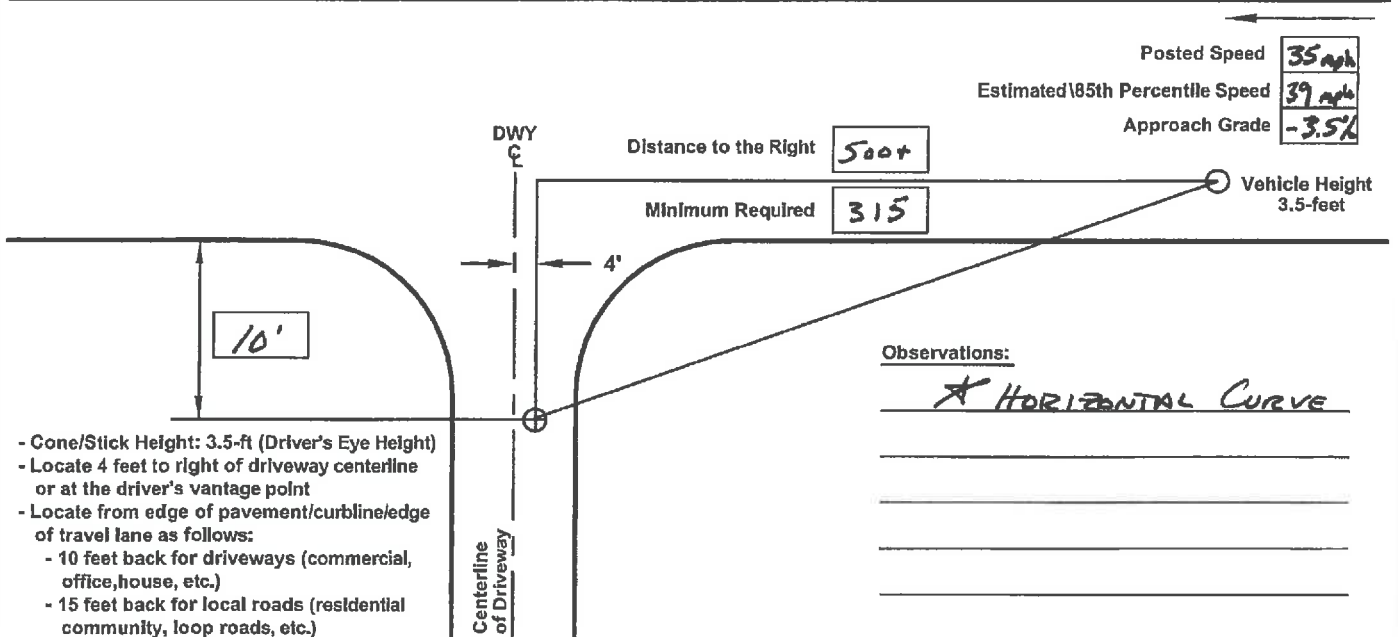 Posted Speed 35 mph
Estimated\85th Percentile Speed 39 mph
Approach Grade -3.5%
DWY
℄
Distance to the Right 500+
Minimum Required 315
Vehicle Height
3.5-feet
4'
10'
Observations:
* HORIZONTAL CURVE
- Cone/Stick Height: 3.5-ft (Driver's Eye Height)
- Locate 4 feet to right of driveway centerline
or at the driver's vantage point
- Locate from edge of pavement/curbline/edge
of travel lane as follows:
- 10 feet back for driveways (commercial,
office,house, etc.)
- 15 feet back for local roads (residential
community, loop roads, etc.)
Centerline
of Driveway